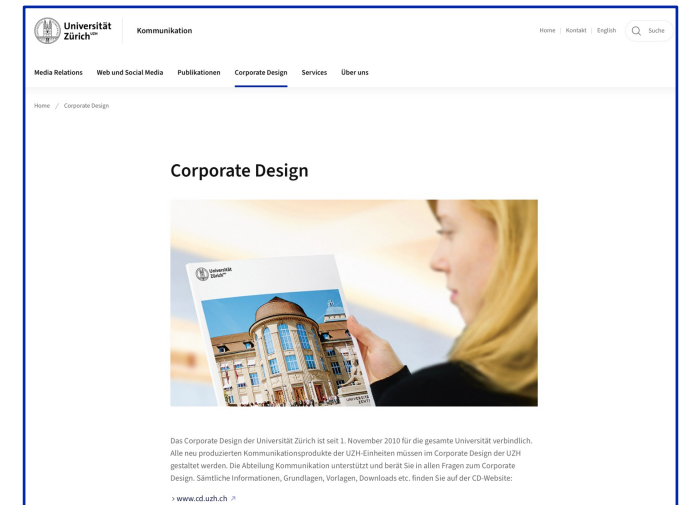 Universität
Zürich UZH
Kommunikation
Home | Kontakt | English
Suche
Media Relations Web und Social Media Publikationen Corporate Design Services Über uns
Home / Corporate Design
Corporate Design
Universität
Zürich UZH
Das Corporate Design der Universität Zürich ist seit 1. November 2010 für die gesamte Universität verbindlich.
Alle neu produzierten Kommunikationsprodukte der UZH-Einheiten müssen im Corporate Design der UZH
gestaltet werden. Die Abteilung Kommunikation unterstützt und berät Sie in allen Fragen zum Corporate
Design. Sämtliche Informationen, Grundlagen, Vorlagen, Downloads etc. finden Sie auf der CD-Website:
› www.cd.uzh.ch ↗